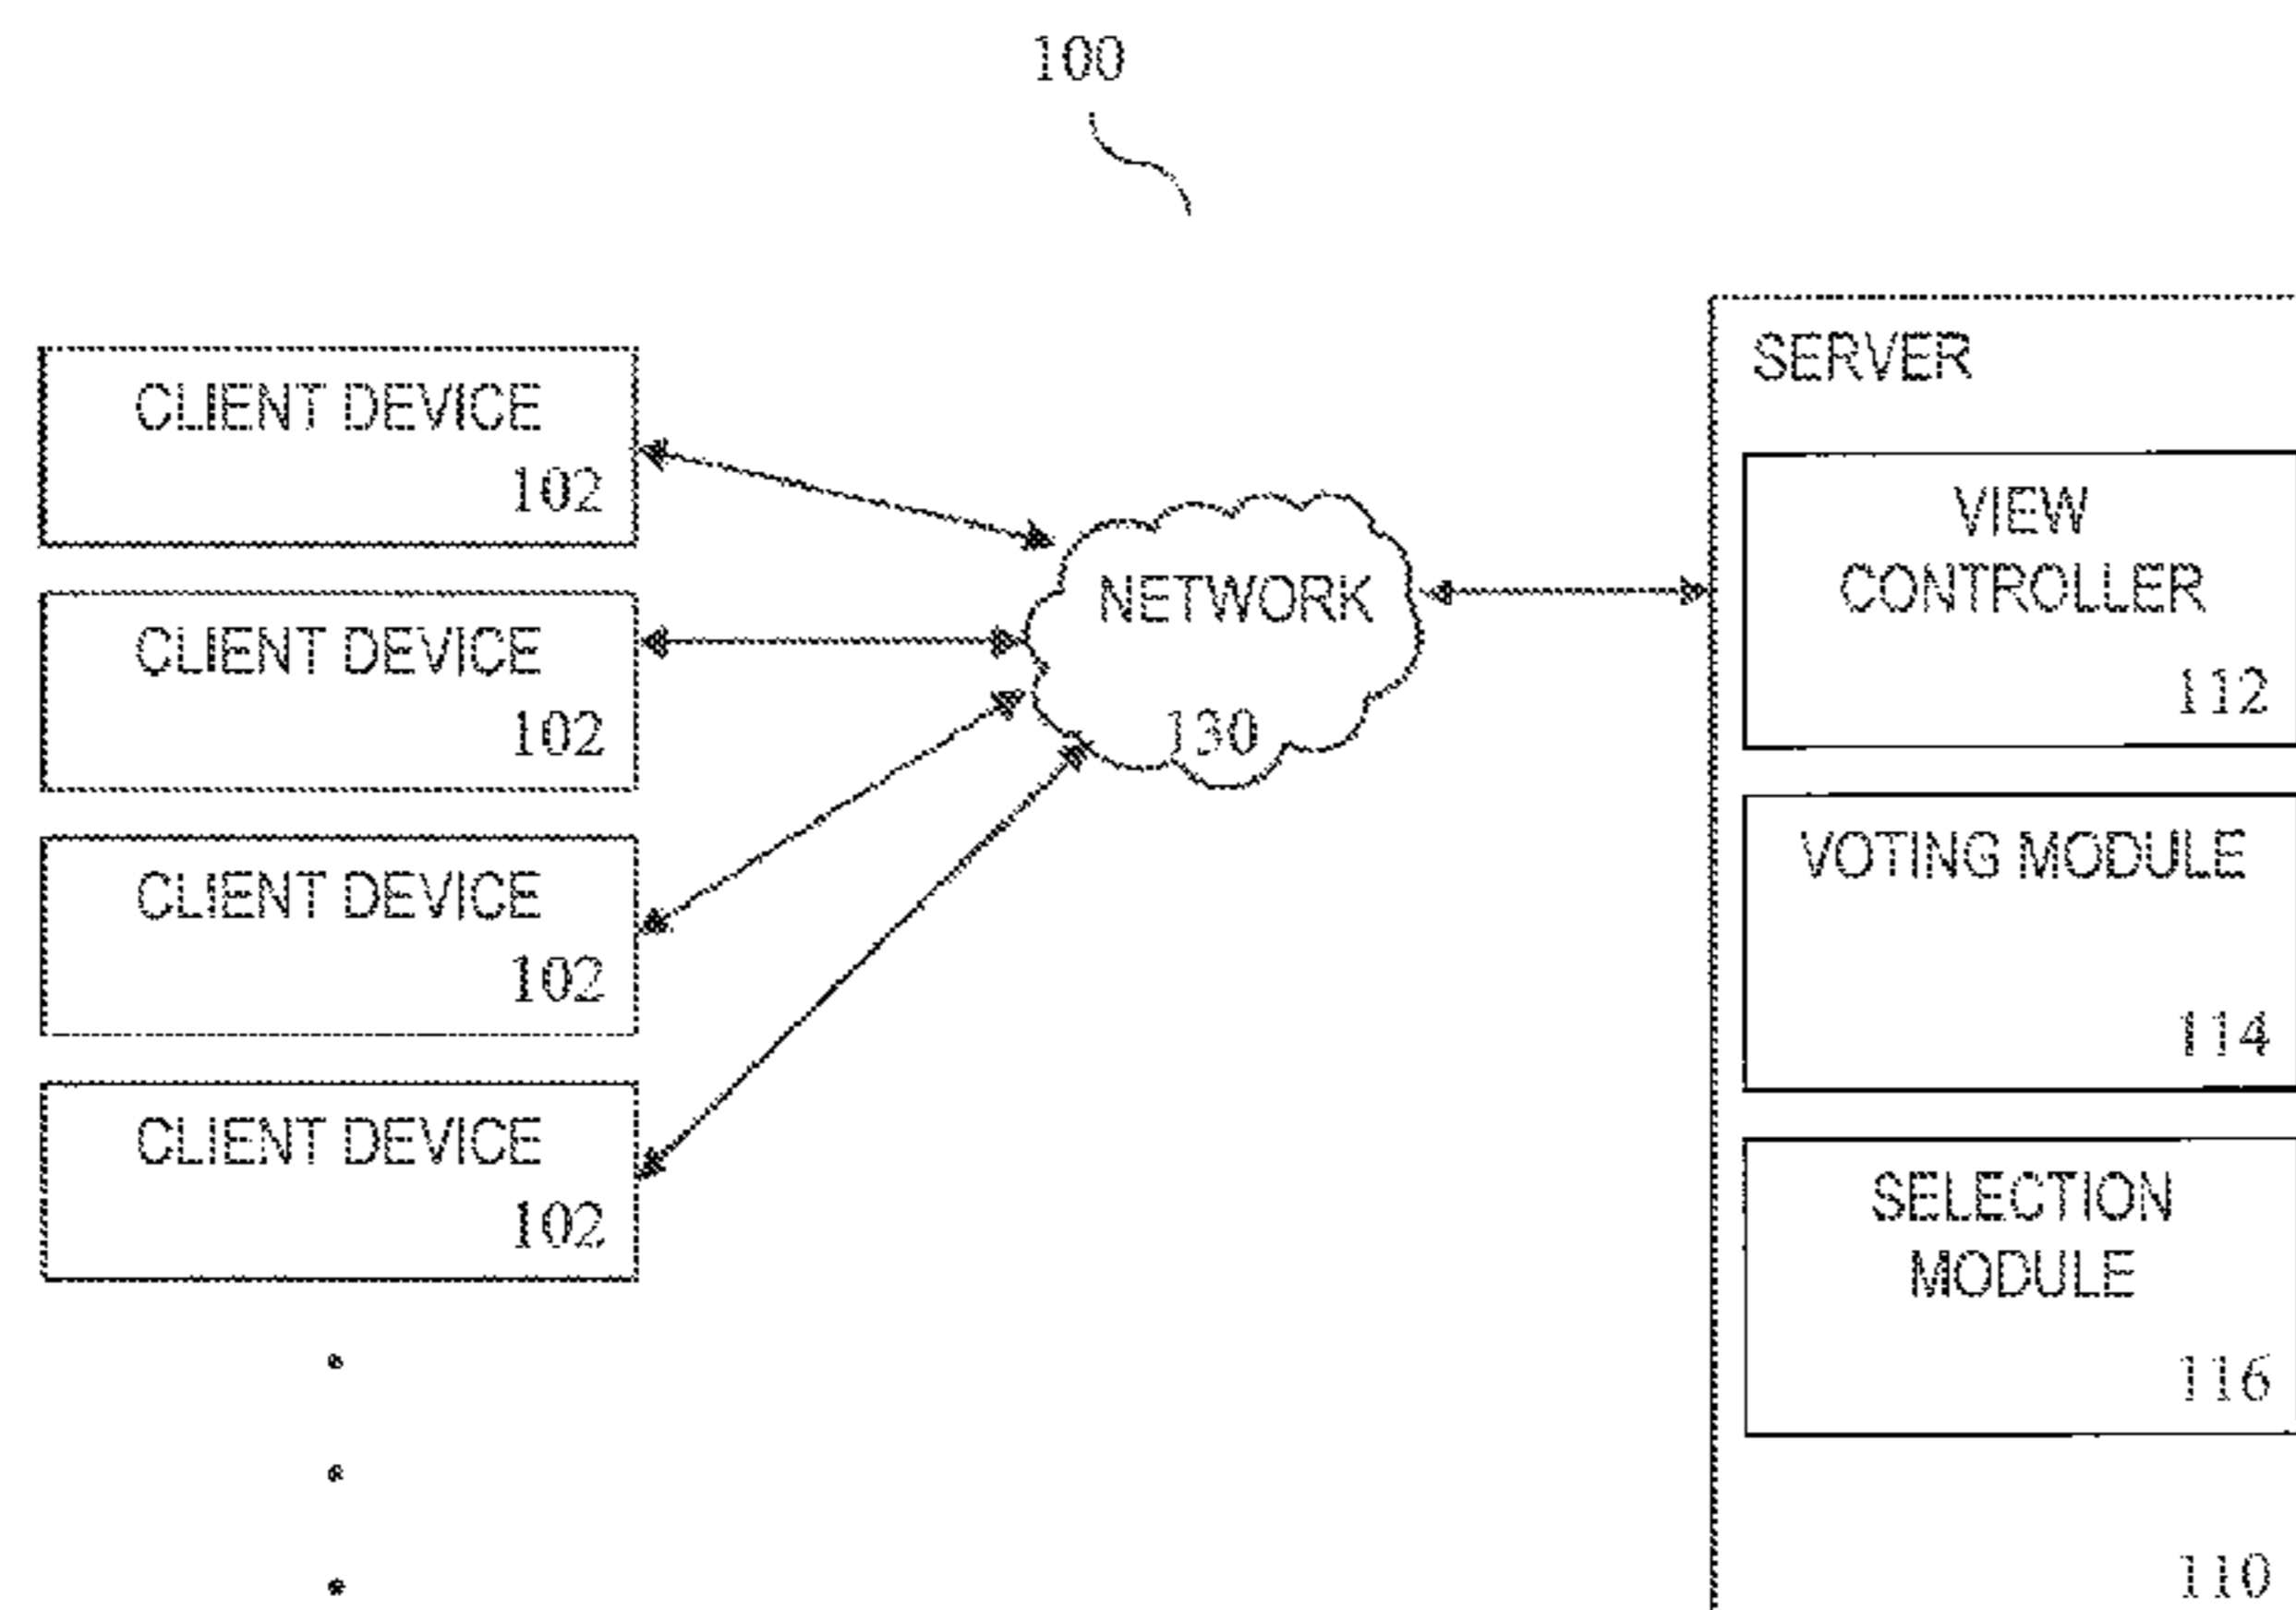 100
CLIENT DEVICE
102
CLIENT DEVICE
102
CLIENT DEVICE
102
CLIENT DEVICE
102
NETWORK
130
SERVER
VIEW
CONTROLLER
112
VOTING MODULE
114
SELECTION
MODULE
116
110